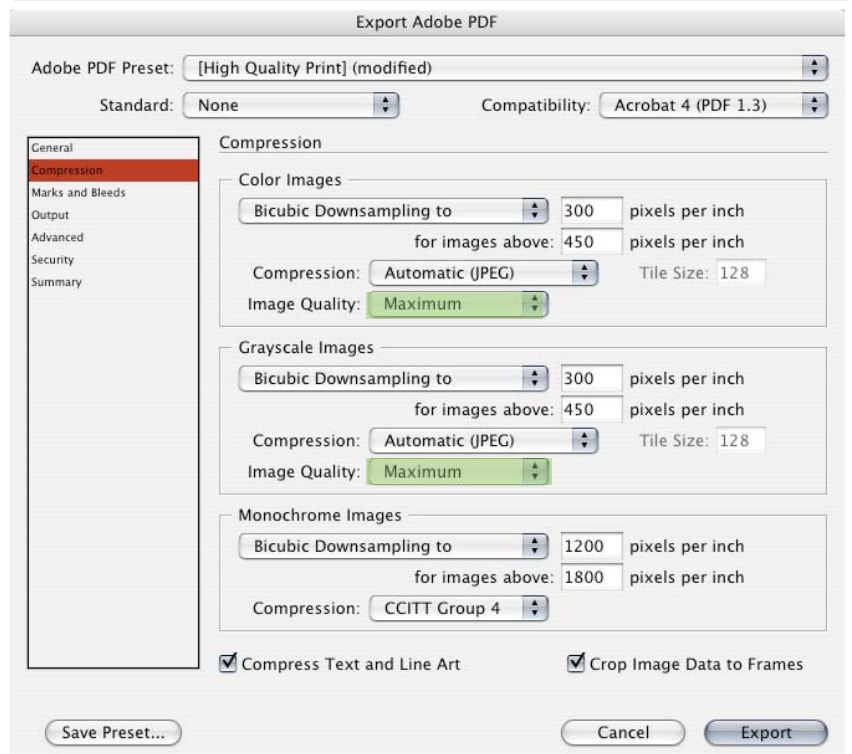 Export Adobe PDF
Adobe PDF Preset: [High Quality Print] (modified)
Standard: None Compatibility: Acrobat 4 (PDF 1.3)
General
Compression
Marks and Bleeds
Output
Advanced
Security
Summary
Compression
Color Images
Bicubic Downsampling to 300 pixels per inch
for images above: 450 pixels per inch
Compression: Automatic (JPEG) Tile Size: 128
Image Quality: Maximum
Grayscale Images
Bicubic Downsampling to 300 pixels per inch
for images above: 450 pixels per inch
Compression: Automatic (JPEG) Tile Size: 128
Image Quality: Maximum
Monochrome Images
Bicubic Downsampling to 1200 pixels per inch
for images above: 1800 pixels per inch
Compression: CCITT Group 4
Compress Text and Line Art Crop Image Data to Frames
Save Preset... Cancel Export